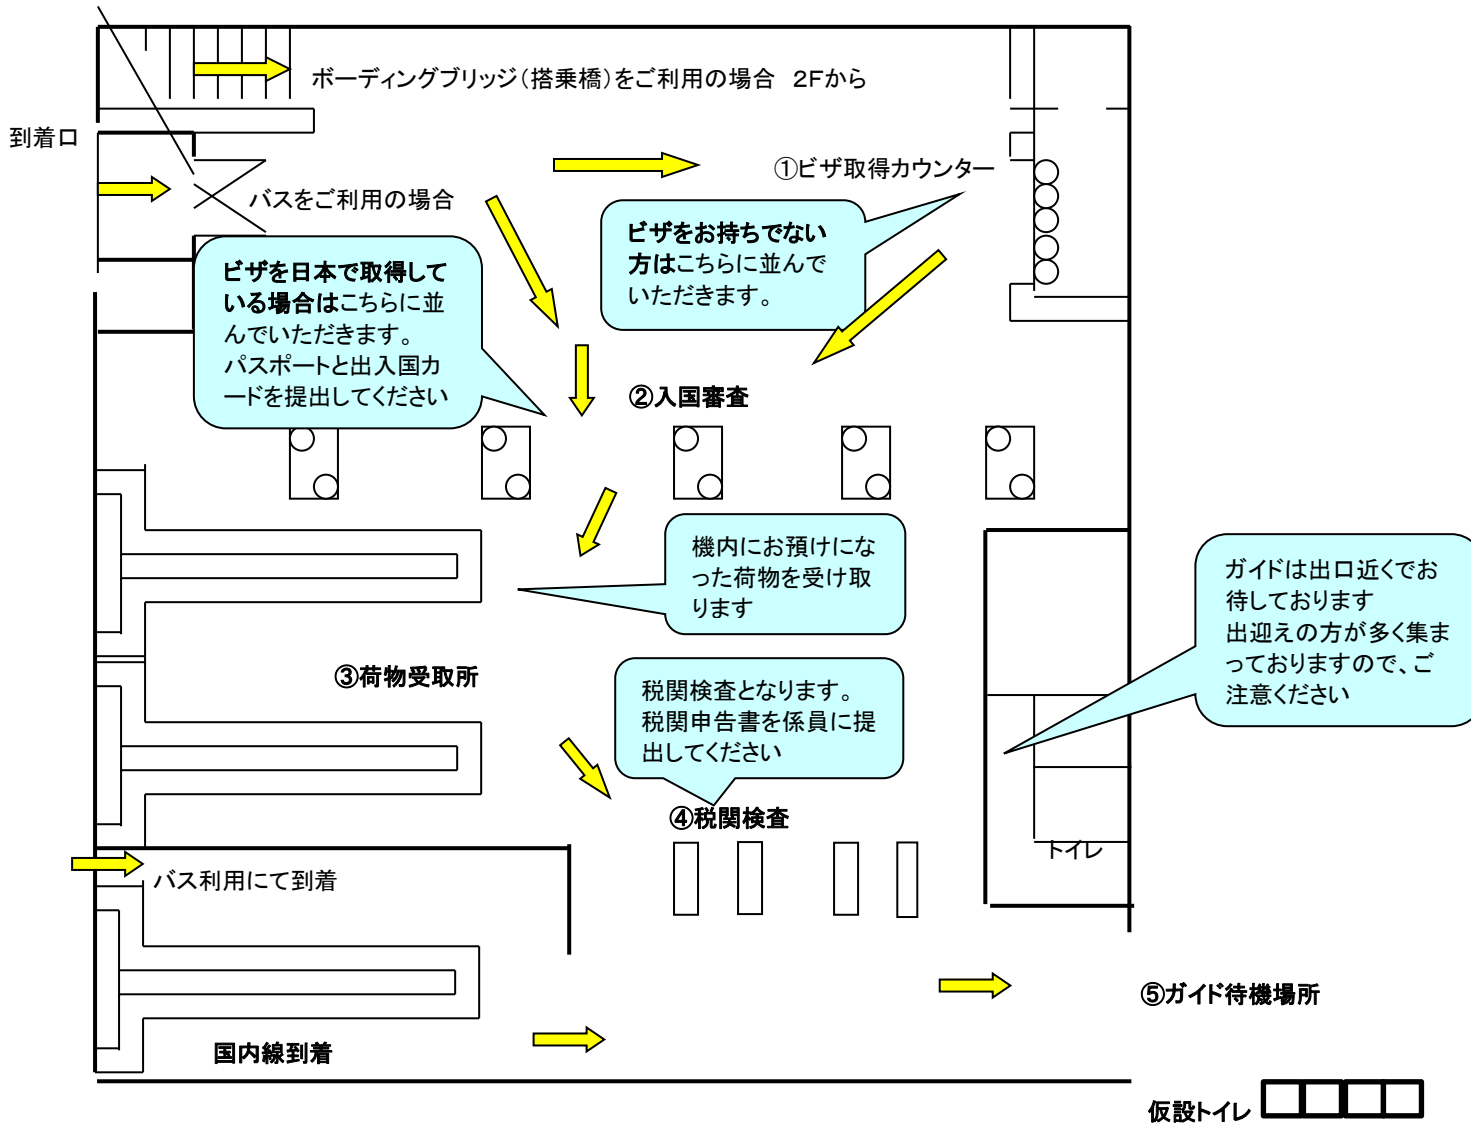 ボーディングブリッジ（搭乗橋）をご利用の場合　2Fから
到着口
①ビザ取得カウンター
バスをご利用の場合
ビザをお持ちでない
方はこちらに並んで
いただきます。
ビザを日本で取得して
いる場合はこちらに並
んでいただきます。
パスポートと出入国カ
ードを提出してください
②入国審査
機内にお預けにな
った荷物を受け取
ります
ガイドは出口近くでお
待しております
出迎えの方が多く集ま
っておりますので、ご
注意ください
③荷物受取所
税関検査となります。
税関申告書を係員に提
出してください
④税関検査
トイレ
バス利用にて到着
⑤ガイド待機場所
国内線到着
仮設トイレ